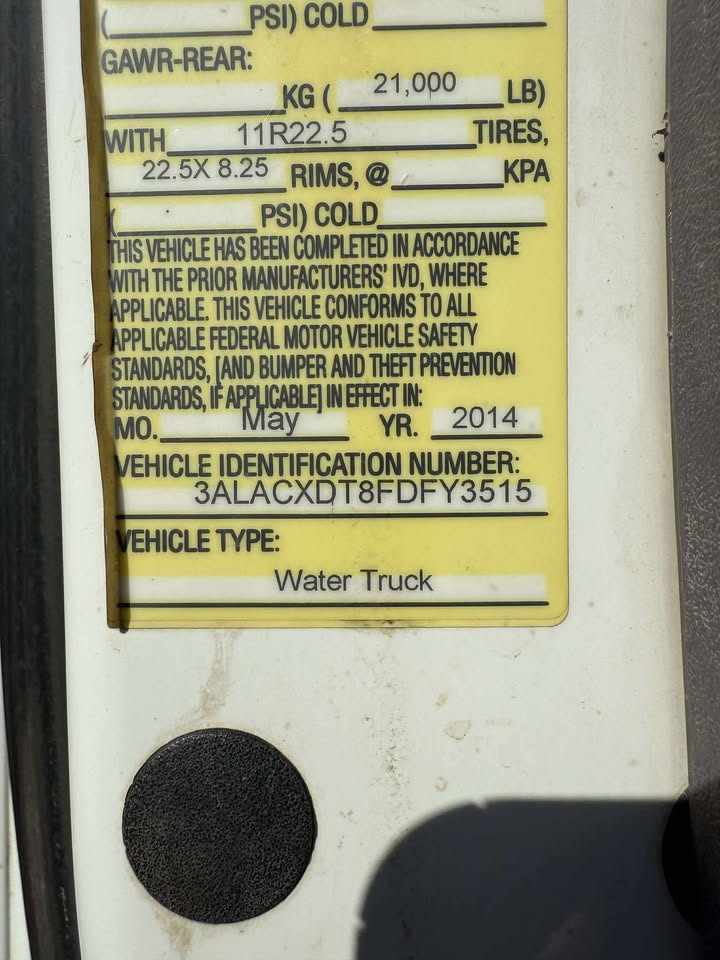 ( PSI) COLD
GAWR-REAR:
KG ( 21,000 LB)
WITH 11R22.5 TIRES,
22.5X 8.25 RIMS, @ KPA
( PSI) COLD
THIS VEHICLE HAS BEEN COMPLETED IN ACCORDANCE
WITH THE PRIOR MANUFACTURERS' IVD, WHERE
APPLICABLE. THIS VEHICLE CONFORMS TO ALL
APPLICABLE FEDERAL MOTOR VEHICLE SAFETY
STANDARDS, [AND BUMPER AND THEFT PREVENTION
STANDARDS, IF APPLICABLE] IN EFFECT IN:
MO. May YR. 2014
VEHICLE IDENTIFICATION NUMBER:
3ALACXDT8FDFY3515
VEHICLE TYPE:
Water Truck